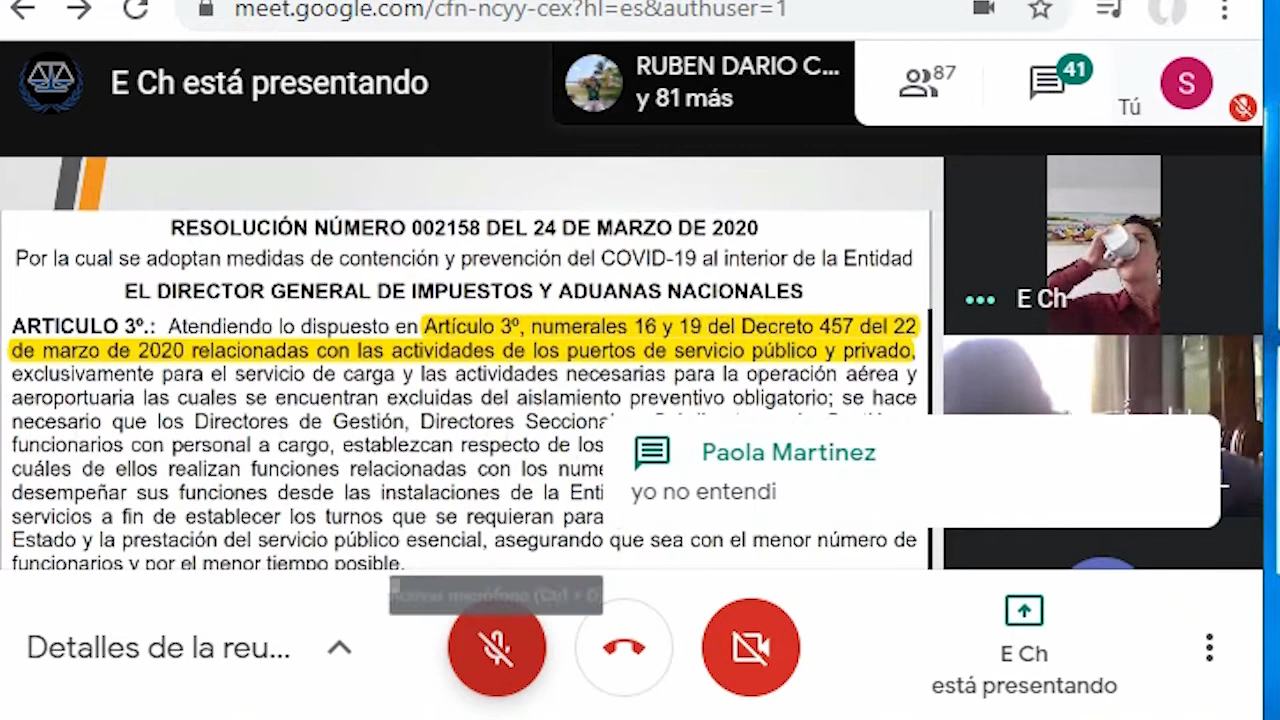 meet.google.com/cfn-ncyy-cex?hl=es&authuser=1
E Ch está presentando
RUBEN DARIO C...
y 81 más
87
41
Tú
S
RESOLUCIÓN NÚMERO 002158 DEL 24 DE MARZO DE 2020
Por la cual se adoptan medidas de contención y prevención del COVID-19 al interior de la Entidad
EL DIRECTOR GENERAL DE IMPUESTOS Y ADUANAS NACIONALES
ARTICULO 3º.: Atendiendo lo dispuesto en Artículo 3º, numerales 16 y 19 del Decreto 457 del 22
de marzo de 2020 relacionadas con las actividades de los puertos de servicio público y privado,
exclusivamente para el servicio de carga y las actividades necesarias para la operación aérea y
aeroportuaria las cuales se encuentran excluidas del aislamiento preventivo obligatorio; se hace
necesario que los Directores de Gestión, Directores
funcionarios con personal a cargo, establezcan respecto de los
cuáles de ellos realizan funciones relacionadas con los
desempeñar sus funciones desde las instalaciones de la
servicios a fin de establecer los turnos que se requieran para
Estado y la prestación del servicio público esencial, asegurando que sea con el menor número de
funcionarios y por el menor tiempo posible.
E Ch
Paola Martinez
yo no entendi
Detalles de la reu...
E Ch
está presentando